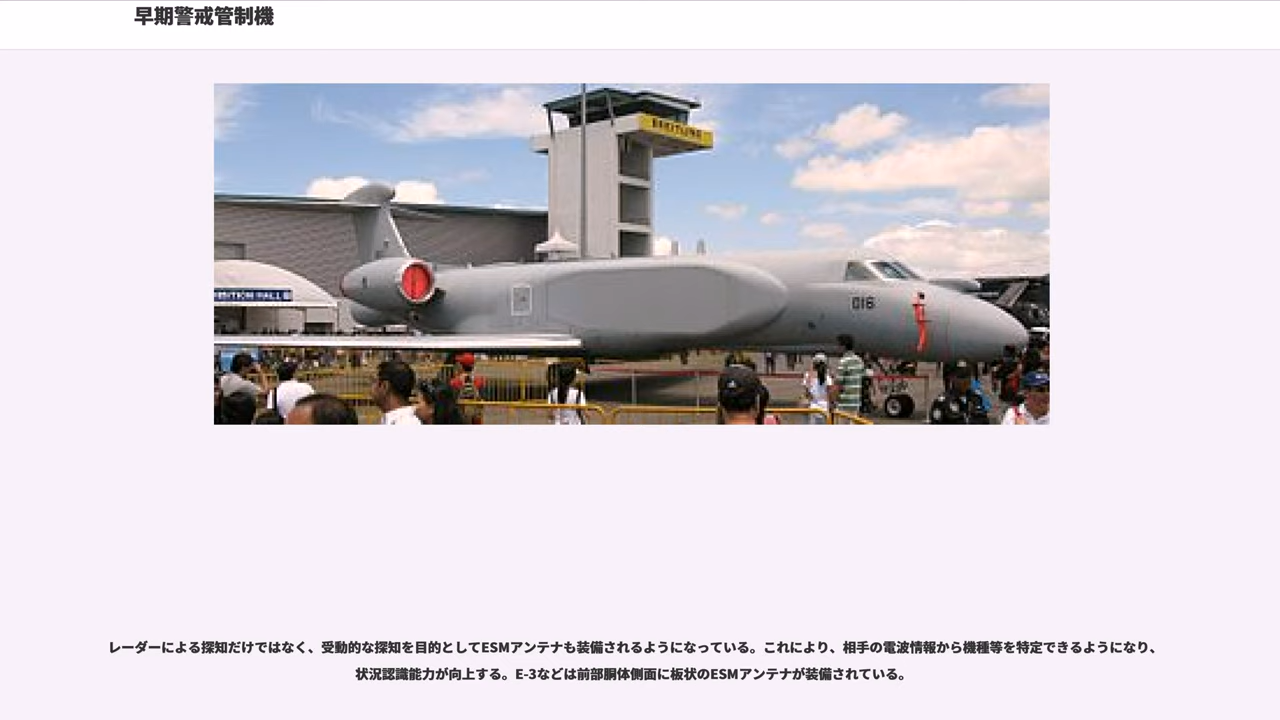 早期警戒管制機
BREITLING
016
レーダーによる探知だけではなく、受動的な探知を目的としてESMアンテナも装備されるようになっている。これにより、相手の電波情報から機種等を特定できるようになり、
状況認識能力が向上する。E-3などは前部胴体側面に板状のESMアンテナが装備されている。